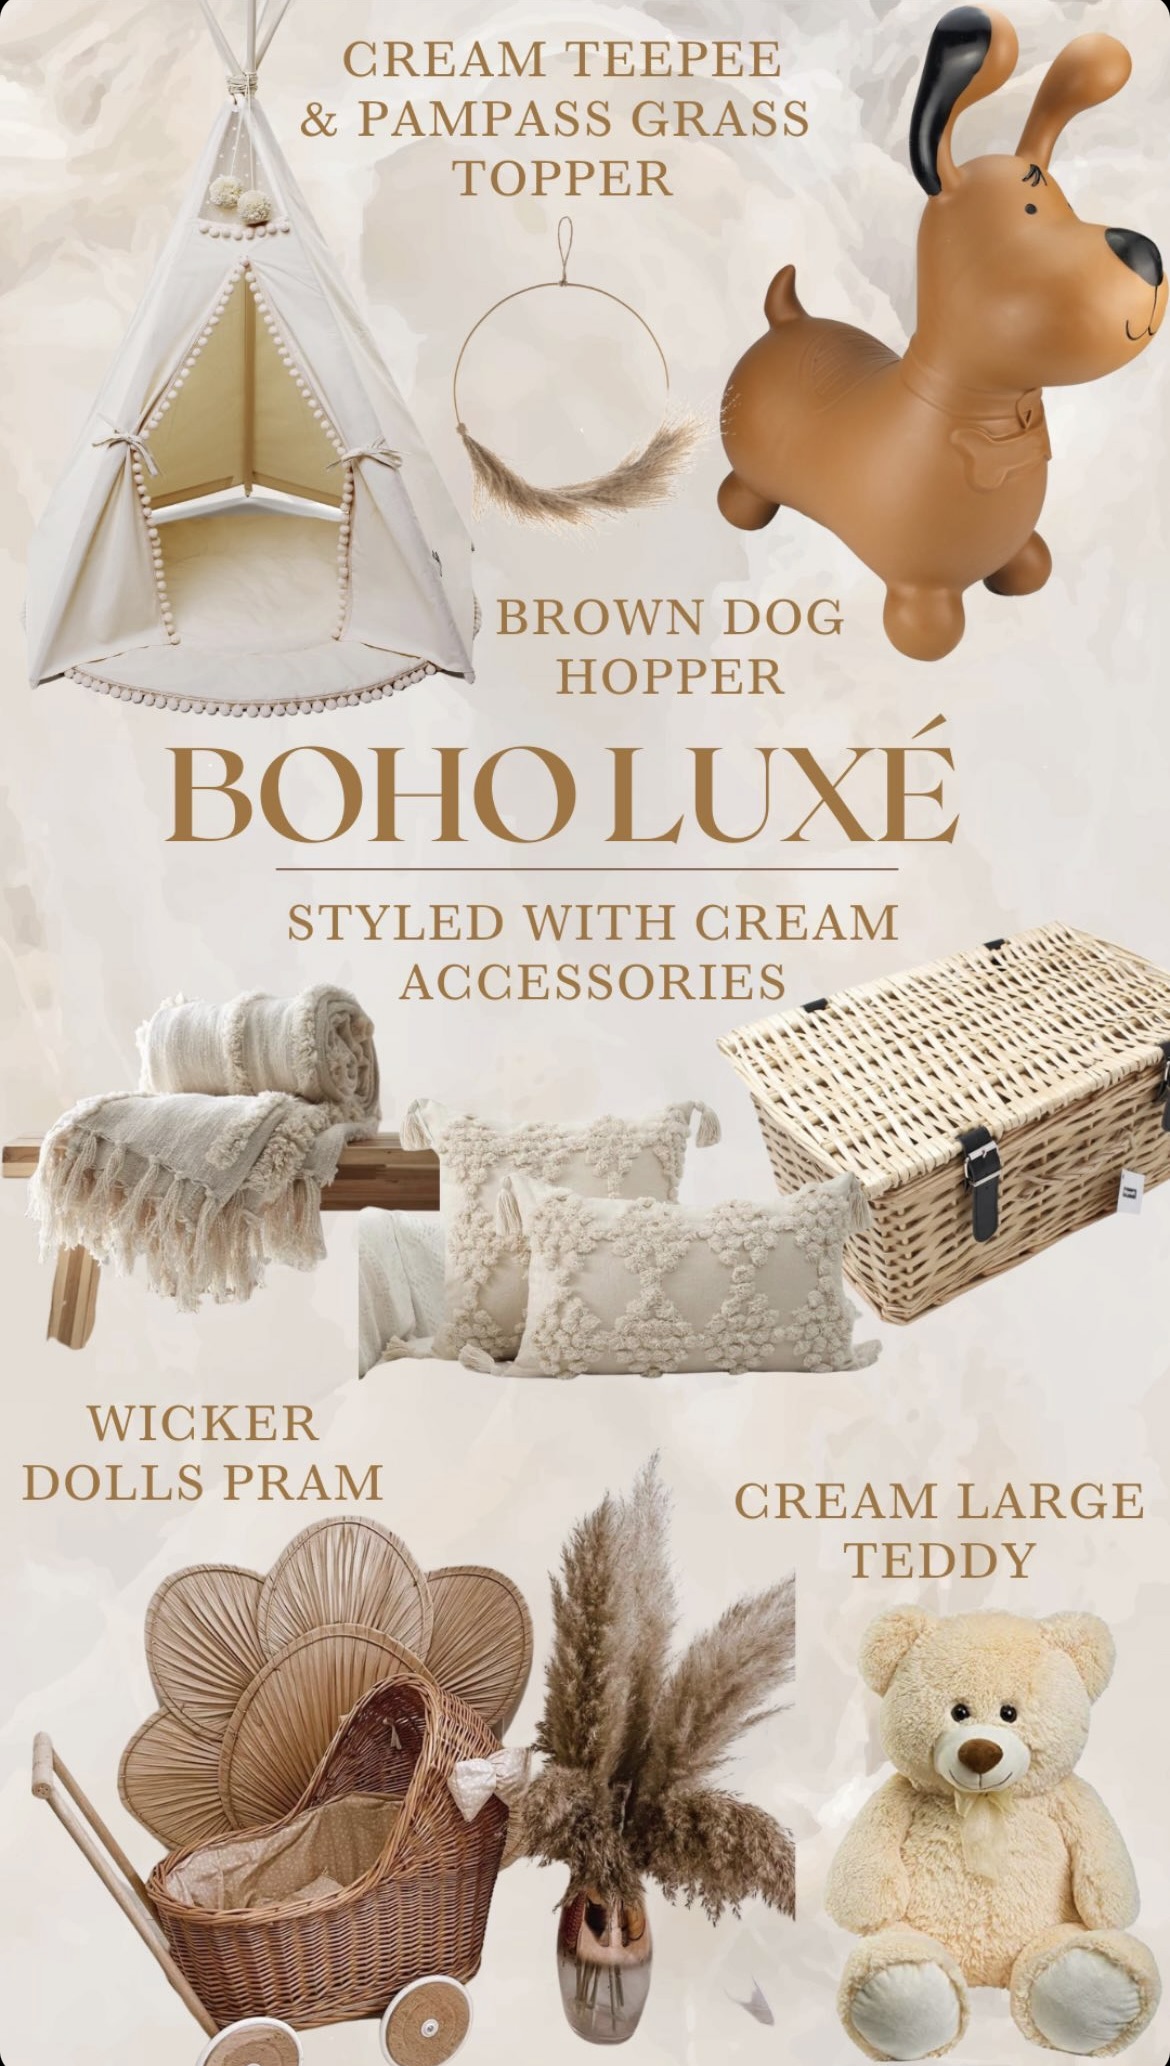 CREAM TEEPEE
& PAMPASS GRASS
TOPPER
BROWN DOG
HOPPER
BOHO LUXÉ
STYLED WITH CREAM
ACCESSORIES
WICKER
DOLLS PRAM
CREAM LARGE
TEDDY